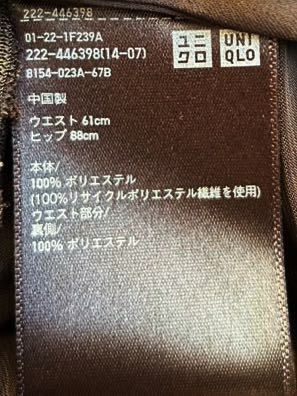 222-446398
01-22-1F239A
222-446398(14-07)
8154-023A-67B
ユニ
クロ
UNI
QLO
中国製
ウエスト 61cm
ヒップ 88cm
本体/
100% ポリエステル
(100%リサイクルポリエステル繊維を使用)
ウエスト部分/
裏側/
100% ポリエステル